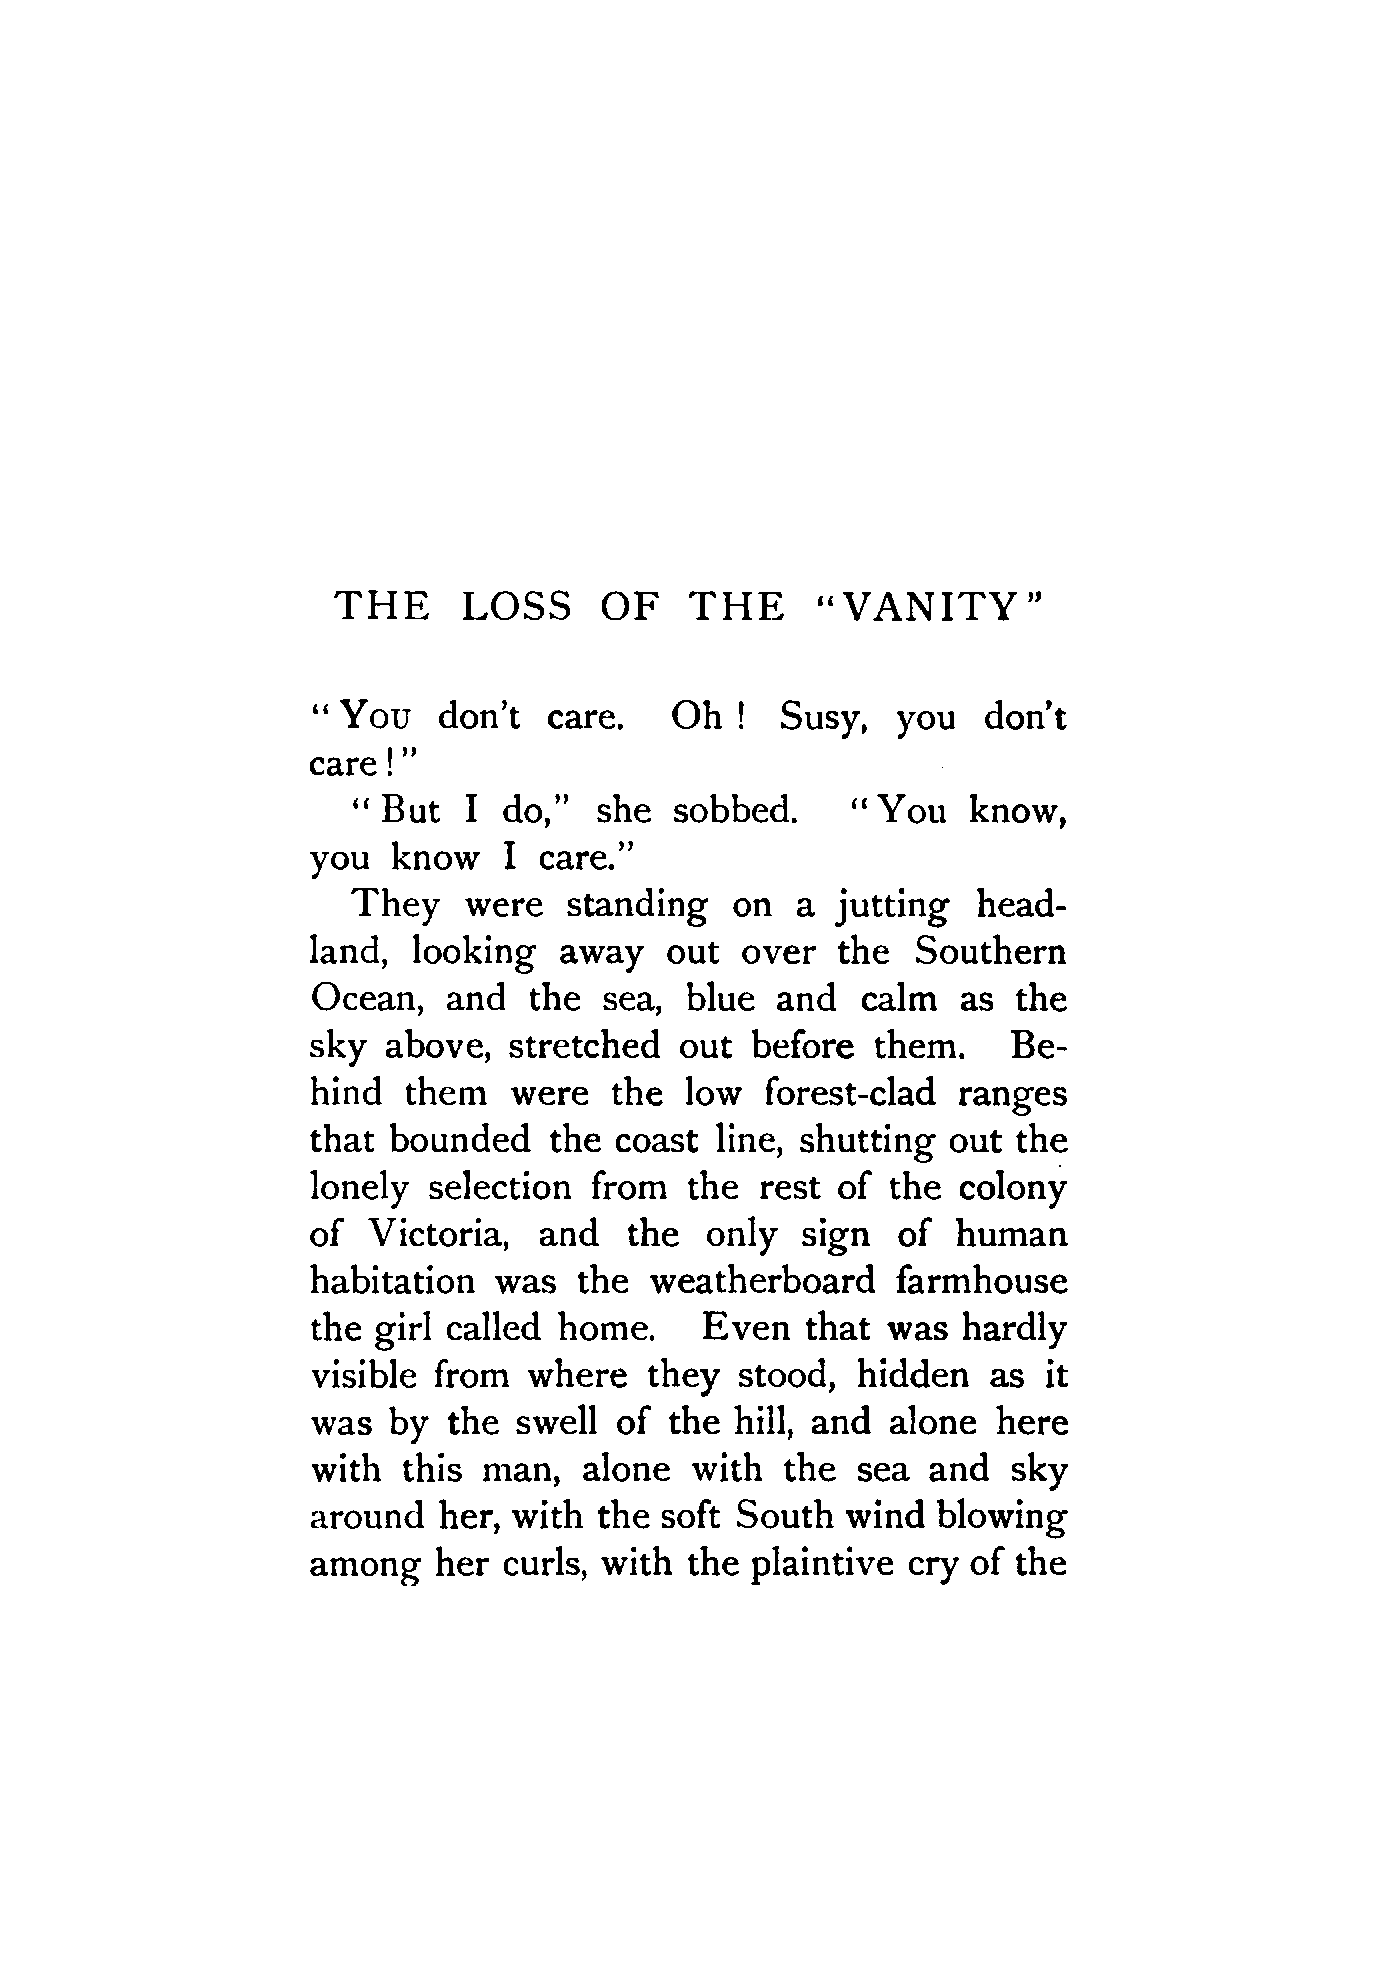 THE LOSS OF THE "VANITY"
"YOU don't care. Oh! Susy, you don't
care!"
"But I do," she sobbed. "You know,
you know I care."
They were standing on a jutting head-
land, looking away out over the Southern
Ocean, and the sea, blue and calm as the
sky above, stretched out before them. Be-
hind them were the low forest-clad ranges
that bounded the coast line, shutting out the
lonely selection from the rest of the colony
of Victoria, and the only sign of human
habitation was the weatherboard farmhouse
the girl called home. Even that was hardly
visible from where they stood, hidden as it
was by the swell of the hill, and alone here
with this man, alone with the sea and sky
around her, with the soft South wind blowing
among her curls, with the plaintive cry of the